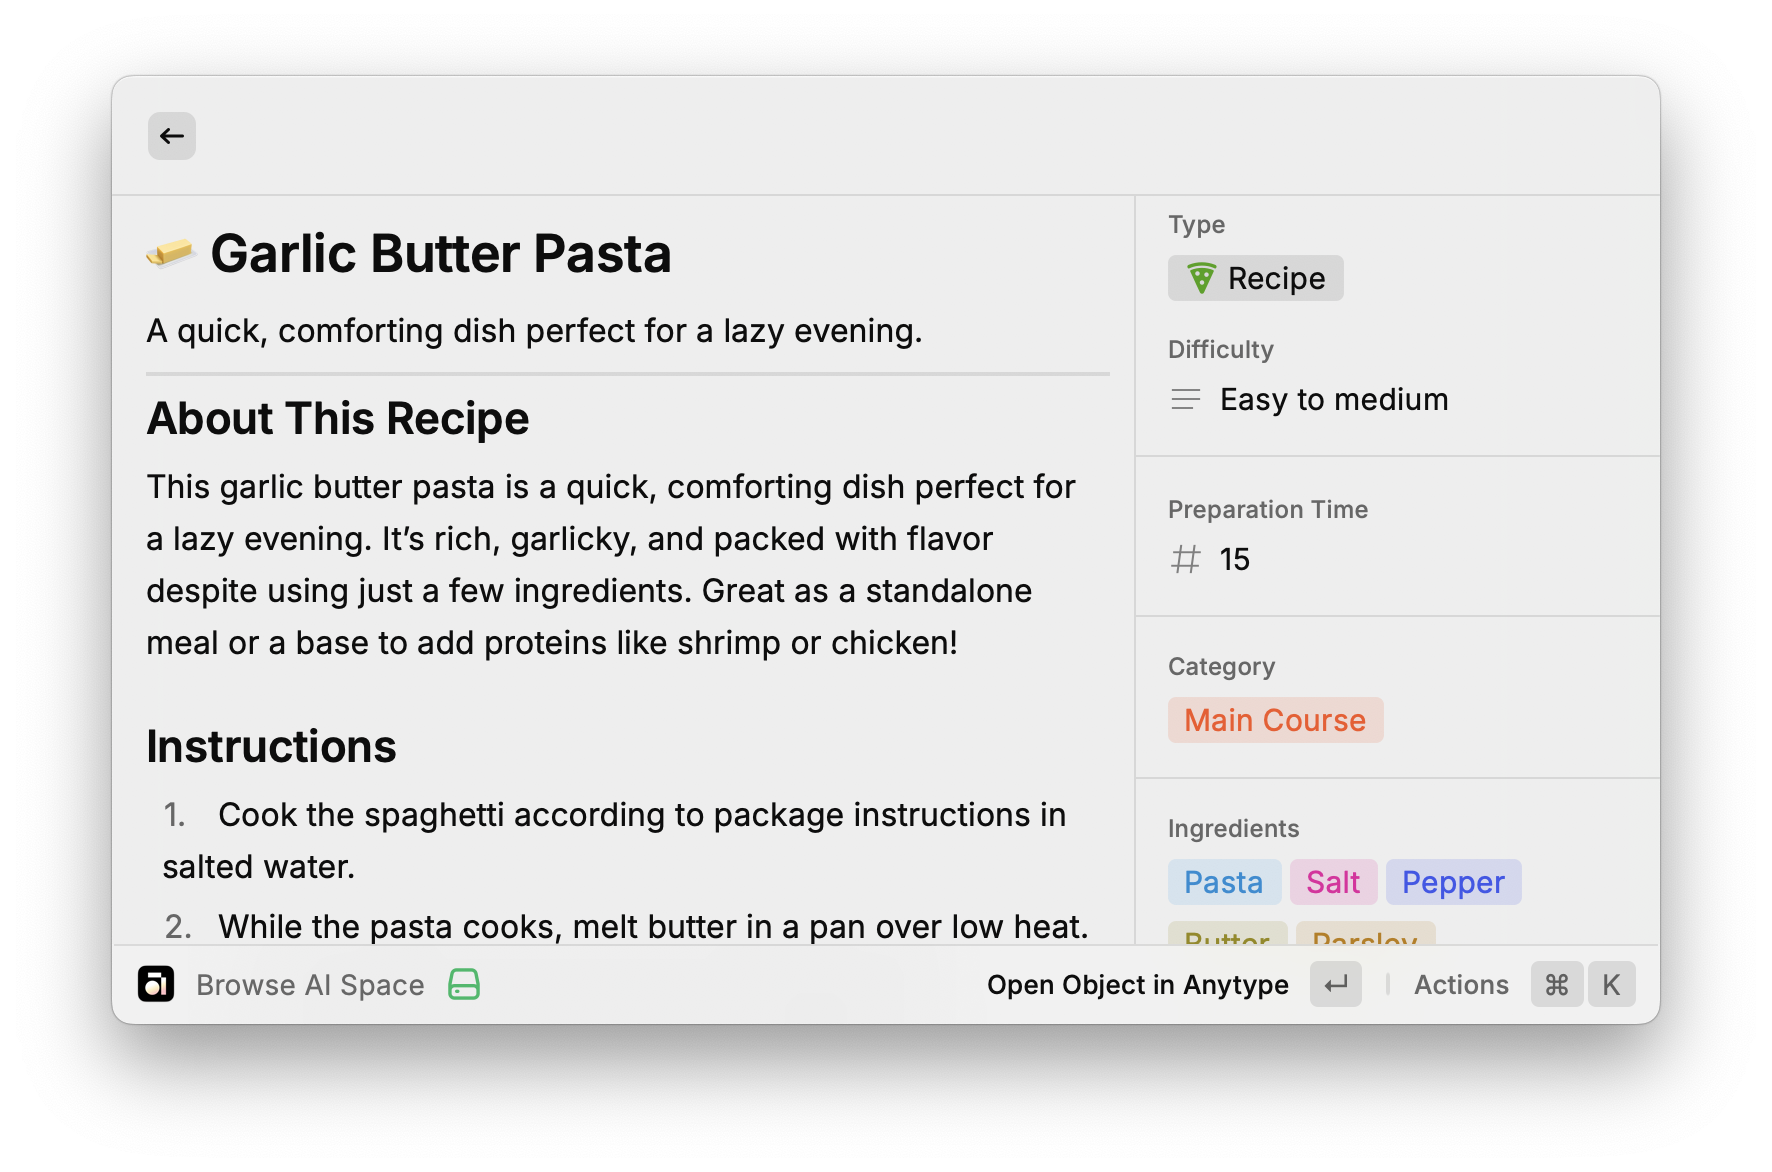 Garlic Butter Pasta
A quick, comforting dish perfect for a lazy evening.
About This Recipe
This garlic butter pasta is a quick, comforting dish perfect for
a lazy evening. It’s rich, garlicky, and packed with flavor
despite using just a few ingredients. Great as a standalone
meal or a base to add proteins like shrimp or chicken!
Instructions
1. Cook the spaghetti according to package instructions in
salted water.
2. While the pasta cooks, melt butter in a pan over low heat.
Type
Recipe
Difficulty
Easy to medium
Preparation Time
# 15
Category
Main Course
Ingredients
Pasta Salt Pepper
Butter Parsley
Browse AI Space
Open Object in Anytype ↵ Actions ⌘ K